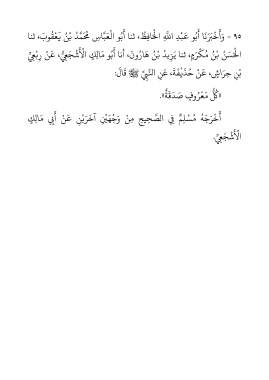 ٩٥ - وَأَخْبَرَنَا أَبُو عَبْدِ اللَّهِ الْحَافِظُ، ثنا أَبُو الْعَبَّاسِ مُحَمَّدُ بْنُ يَعْقُوبَ، ثنا
الْحَسَنُ بْنُ مُكْرَمٍ، ثنا يَزِيدُ بْنُ هَارُونَ، أنا أَبُو مَالِكٍ الْأَشْجَعِيُّ، عَنْ رِبْعِيِّ
بْنِ حِرَاشٍ، عَنْ حُذَيْفَةَ، عَنِ النَّبِيِّ ﷺ قَالَ:
«كُلُّ مَعْرُوفٍ صَدَقَةٌ».
أَخْرَجَهُ مُسْلِمٌ فِي الصَّحِيحِ مِنْ وَجْهَيْنِ آخَرَيْنِ عَنْ أَبِي مَالِكٍ
الْأَشْجَعِيِّ.